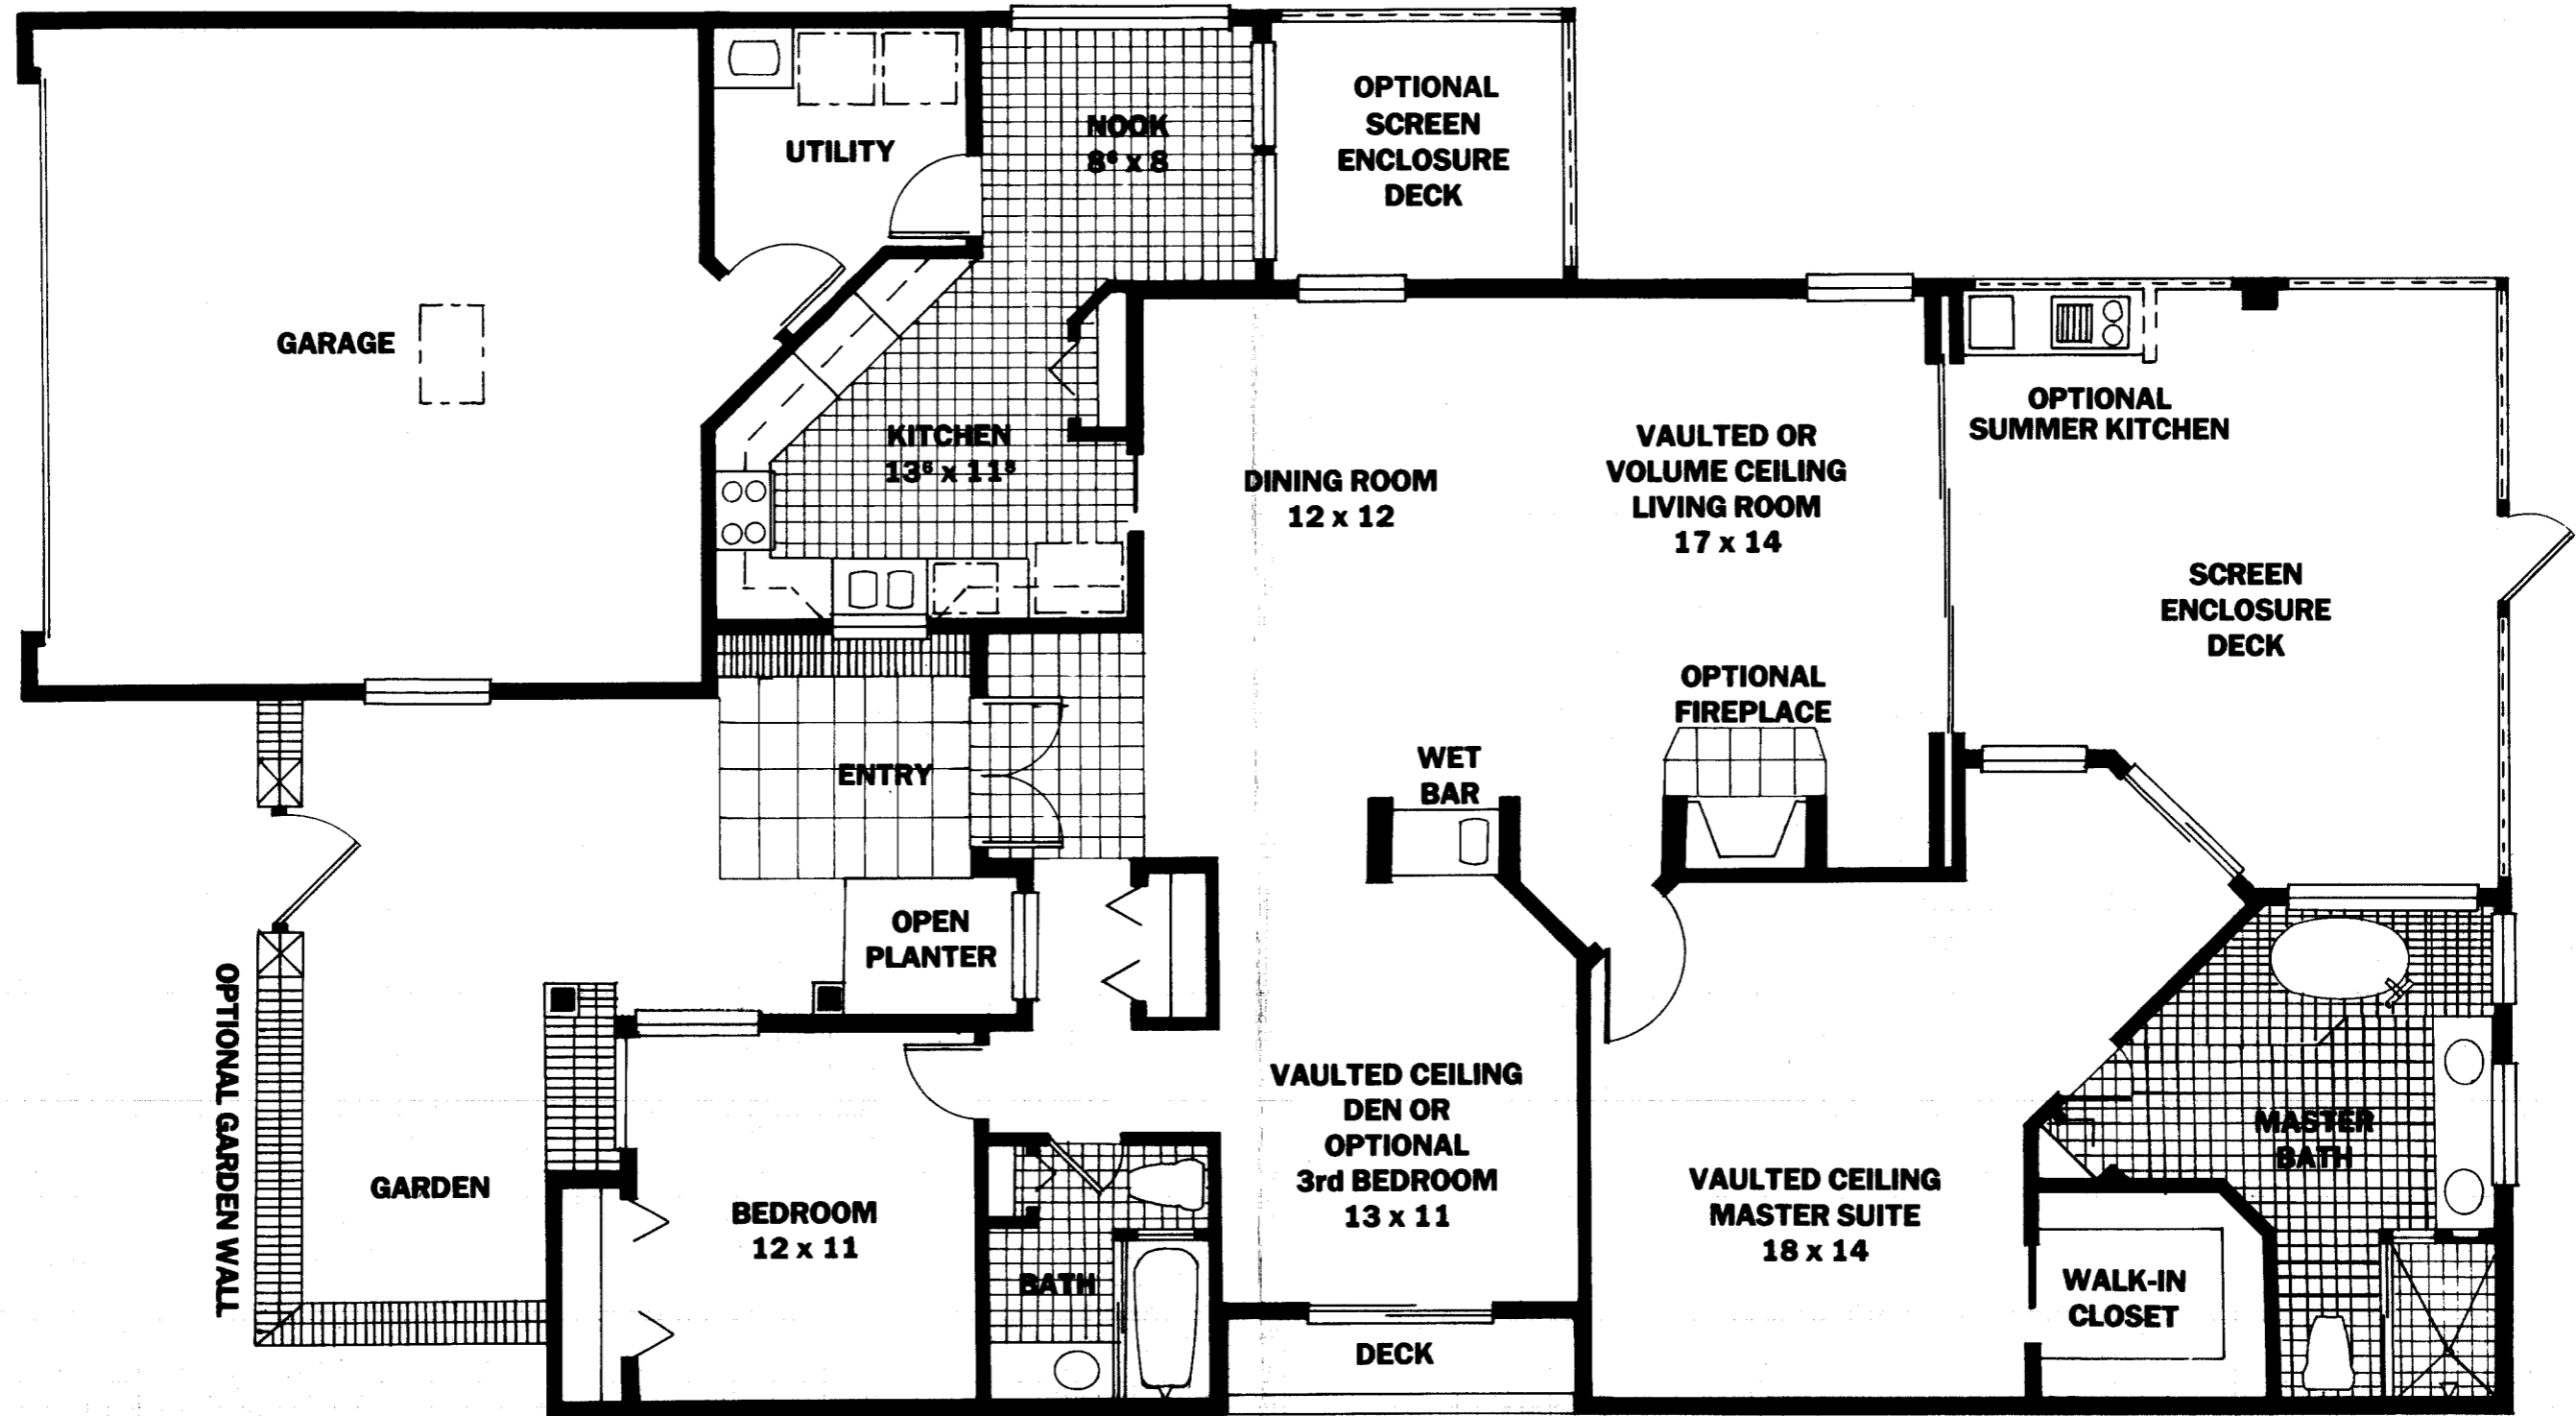 OPTIONAL
SCREEN
ENCLOSURE
DECK
NOOK
8⁶ x 8
UTILITY
GARAGE
KITCHEN
13⁶ x 11⁸
DINING ROOM
12 x 12
VAULTED OR
VOLUME CEILING
LIVING ROOM
17 x 14
OPTIONAL
SUMMER KITCHEN
SCREEN
ENCLOSURE
DECK
OPTIONAL
FIREPLACE
WET
BAR
ENTRY
OPEN
PLANTER
OPTIONAL GARDEN WALL
GARDEN
BEDROOM
12 x 11
BATH
VAULTED CEILING
DEN OR
OPTIONAL
3rd BEDROOM
13 x 11
DECK
VAULTED CEILING
MASTER SUITE
18 x 14
MASTER
BATH
WALK-IN
CLOSET